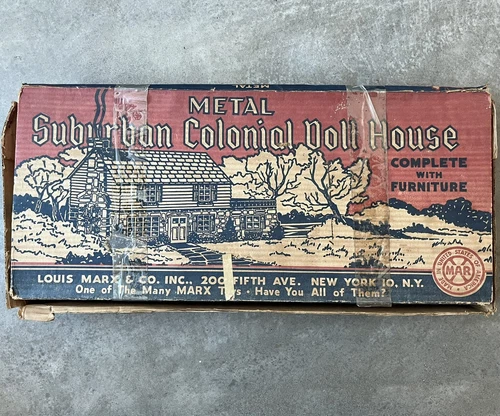 METAL
METAL
Suburban Colonial Doll House
COMPLETE
WITH
FURNITURE
LOUIS MARX & CO. INC., 200 FIFTH AVE. NEW YORK 10, N.Y.
One of the Many MARX Toys · Have You All of Them?
MAR